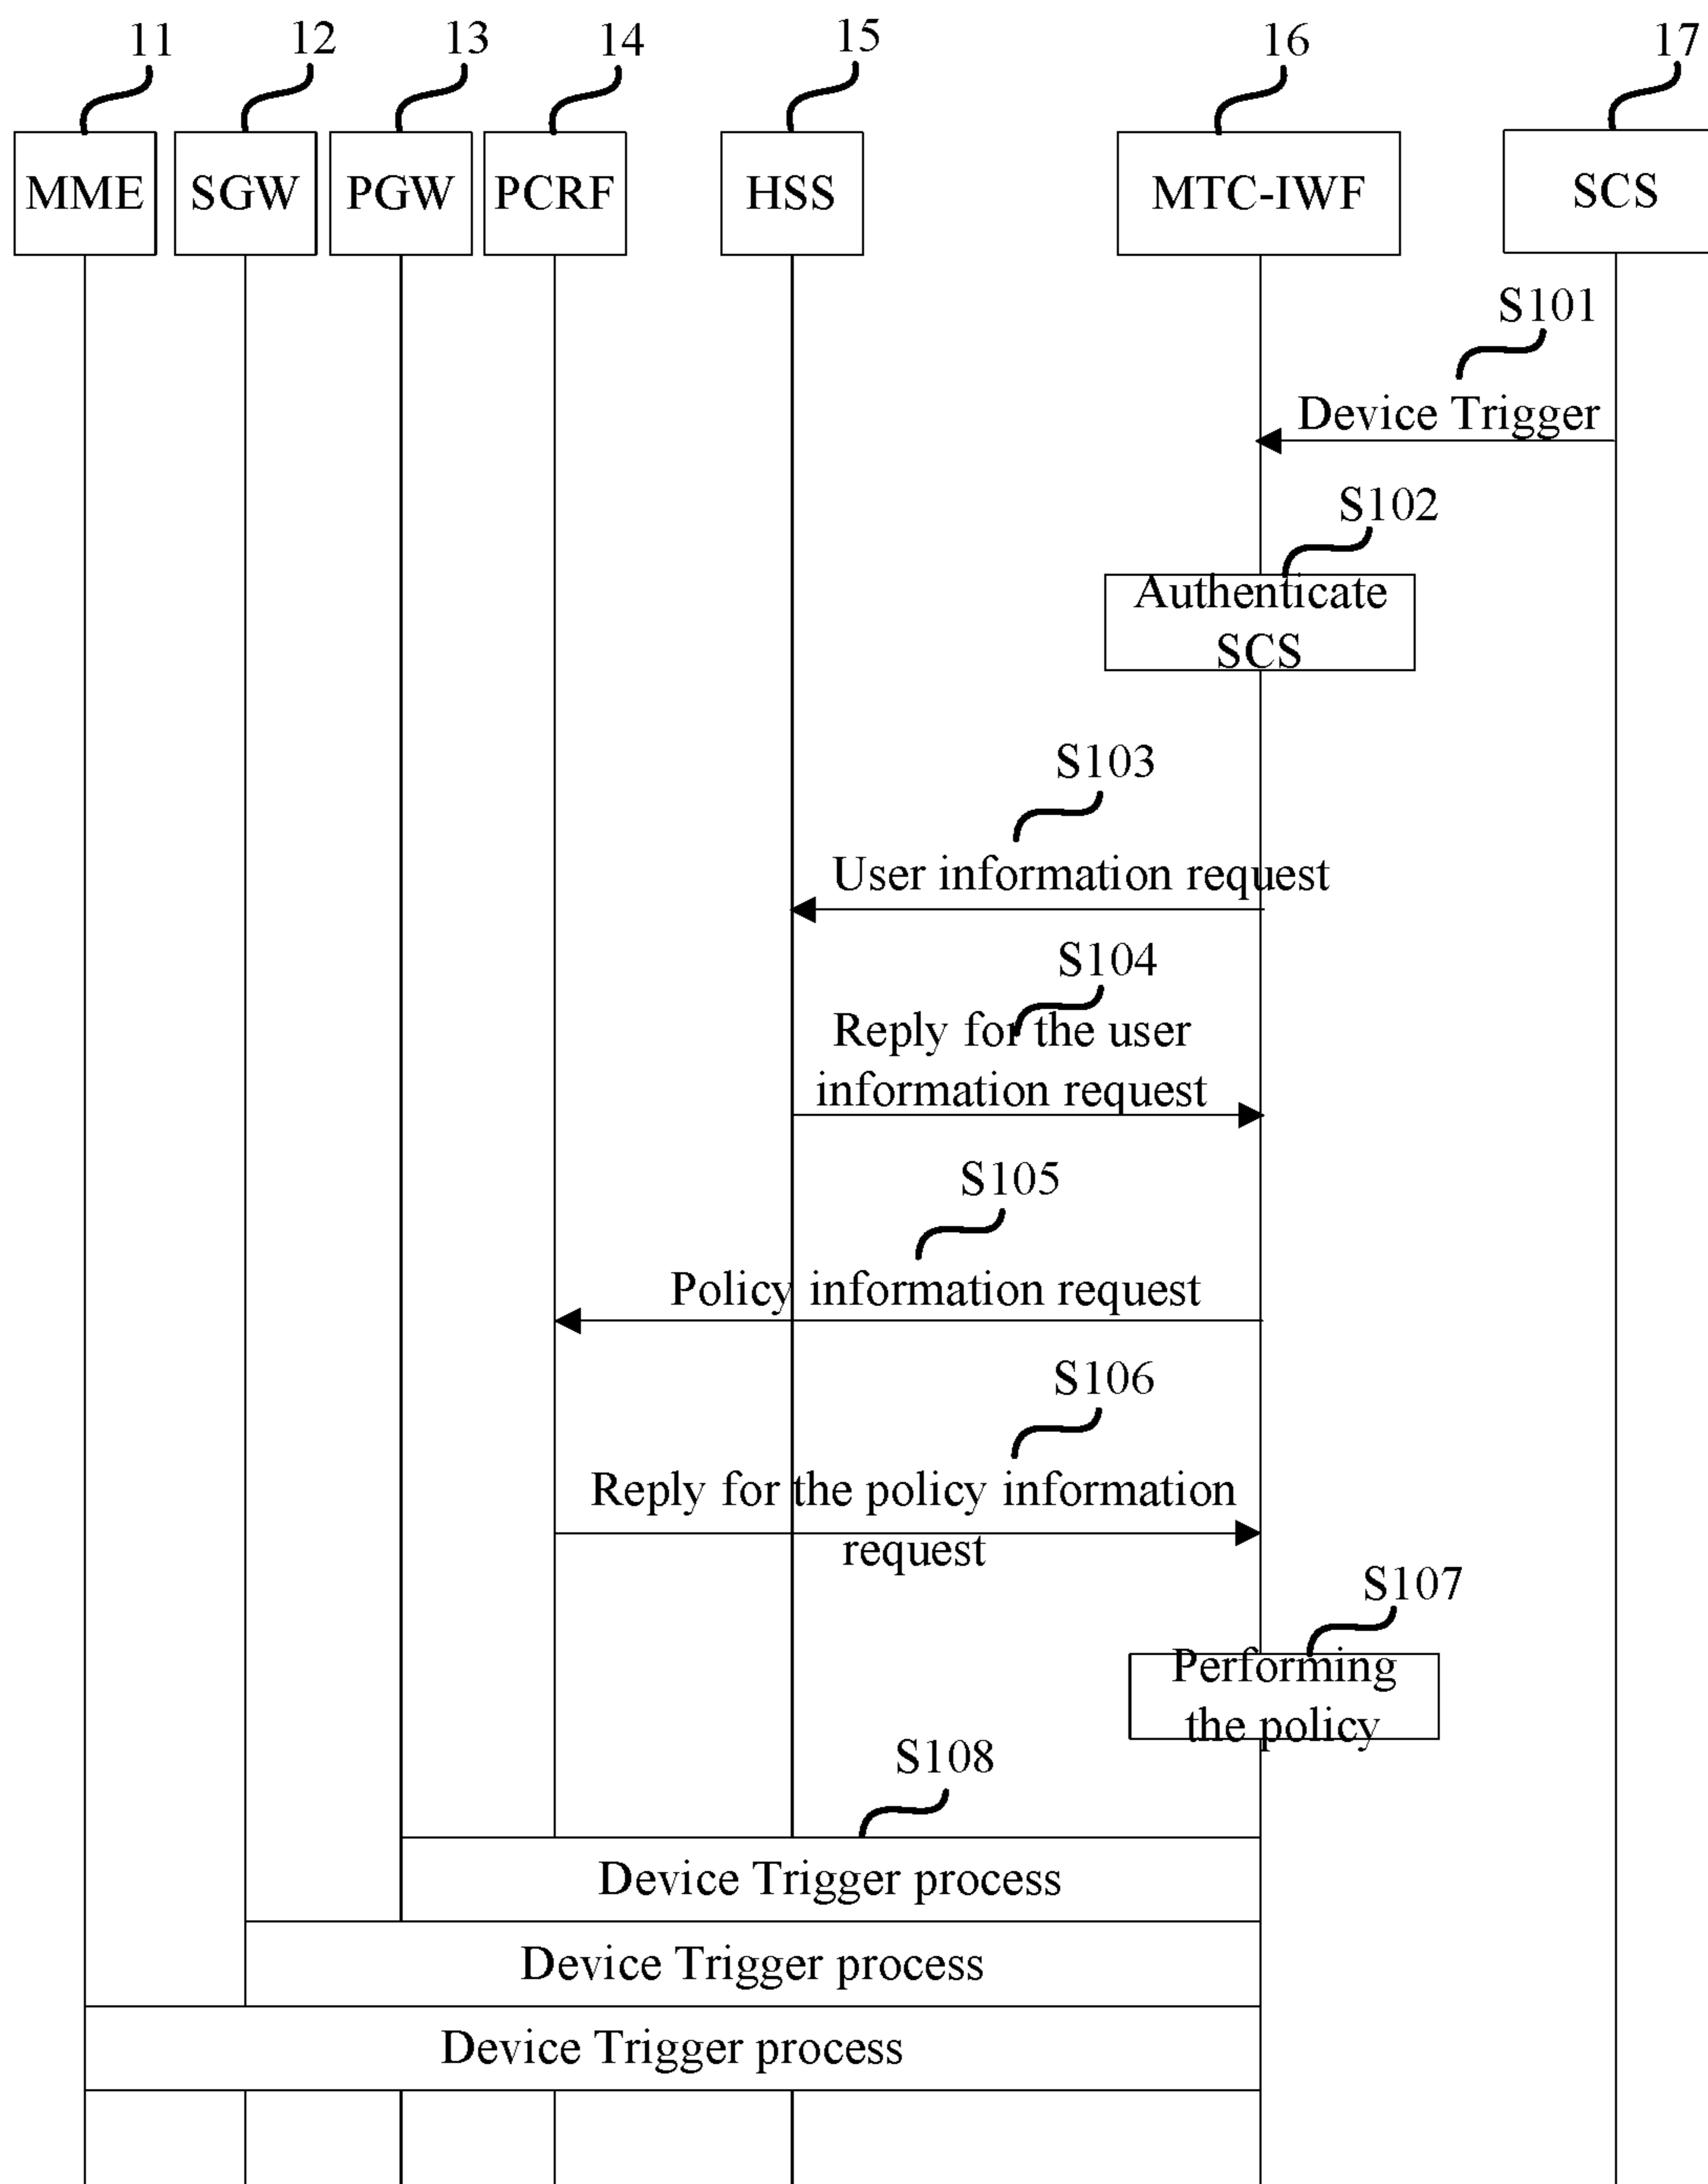 11 12 13 14 15 16 17
MME SGW PGW PCRF HSS MTC-IWF SCS
S101
Device Trigger
S102
Authenticate
SCS
S103
User information request
S104
Reply for the user
information request
S105
Policy information request
S106
Reply for the policy information
request
S107
Performing
the policy
S108
Device Trigger process
Device Trigger process
Device Trigger process